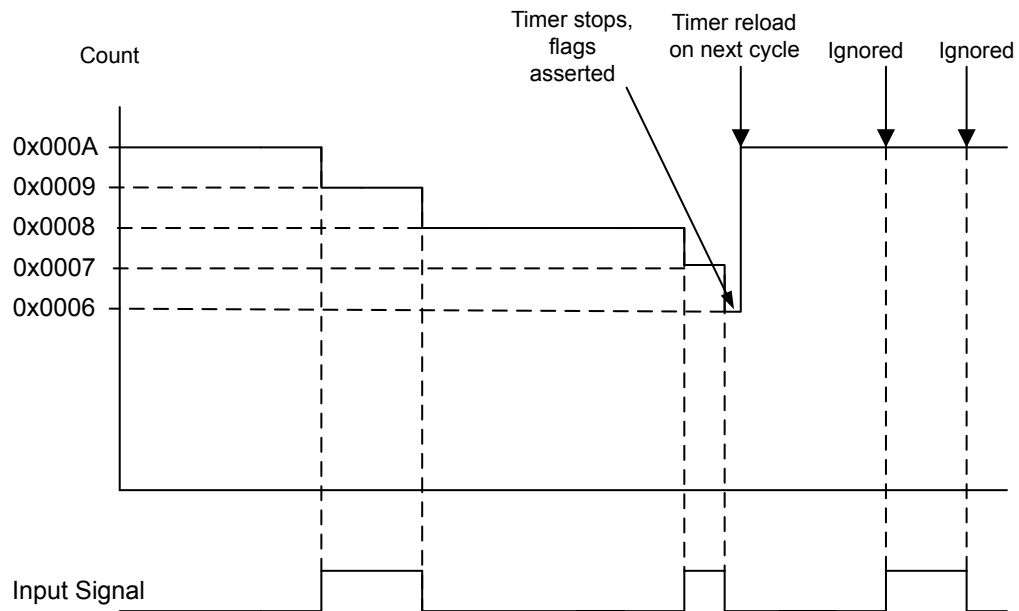 Timer stops,
flags
asserted
Timer reload
on next cycle
Ignored
Ignored
Count
0x000A
0x0009
0x0008
0x0007
0x0006
Input Signal